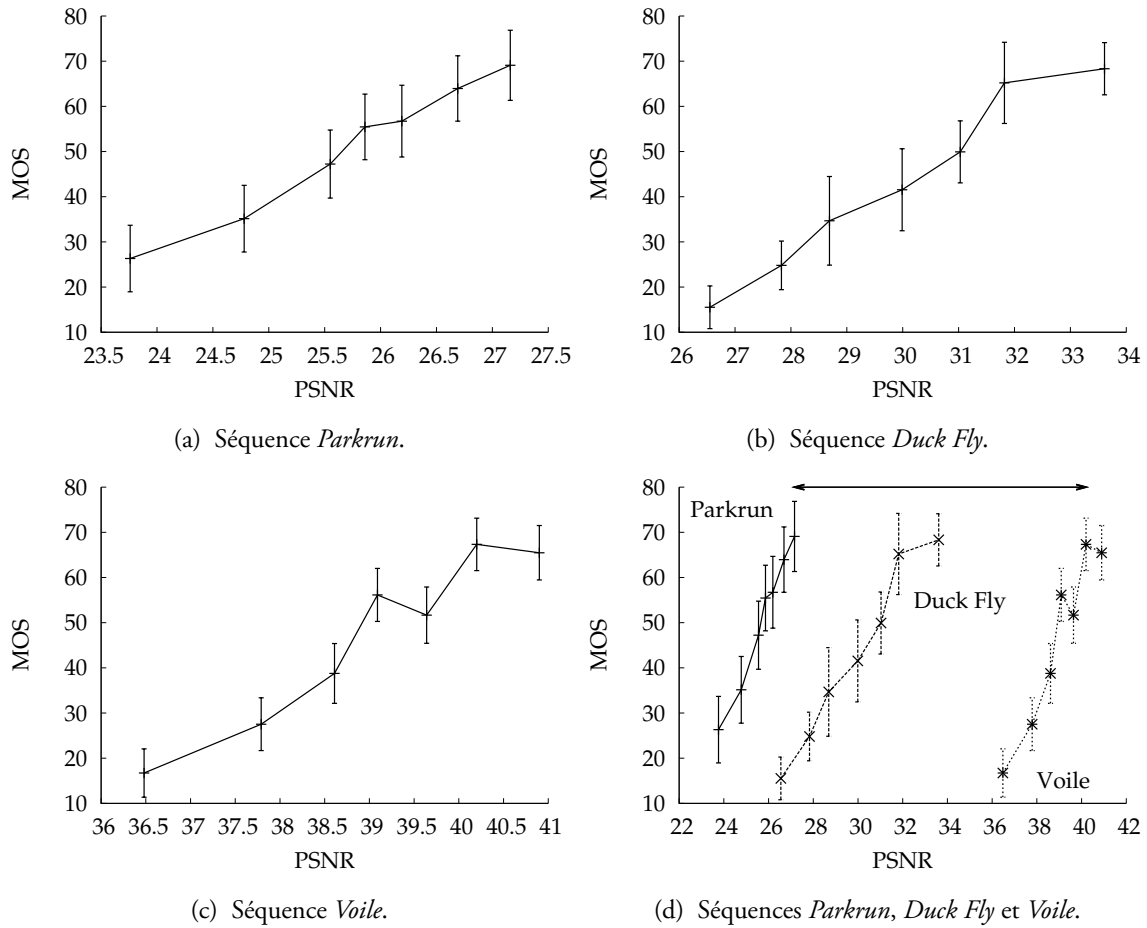 80
70
60
50
40
30
20
10
MOS
23.5 24 24.5 25 25.5 26 26.5 27 27.5
PSNR
(a) Séquence Parkrun.
80
70
60
50
40
30
20
10
MOS
26 27 28 29 30 31 32 33 34
PSNR
(b) Séquence Duck Fly.
80
70
60
50
40
30
20
10
MOS
36 36.5 37 37.5 38 38.5 39 39.5 40 40.5 41
PSNR
(c) Séquence Voile.
80
70
60
50
40
30
20
10
MOS
Parkrun
Duck Fly
Voile
22 24 26 28 30 32 34 36 38 40 42
PSNR
(d) Séquences Parkrun, Duck Fly et Voile.